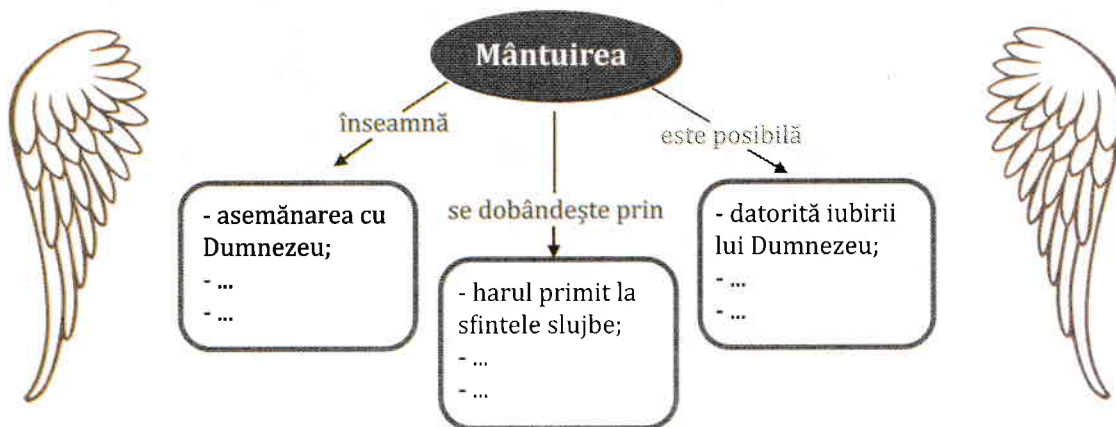 Mântuirea
înseamnă
este posibilă
se dobândește prin
- asemănarea cu
Dumnezeu;
- ...
- ...
- harul primit la
sfintele slujbe;
- ...
- ...
- datorită iubirii
lui Dumnezeu;
- ...
- ...